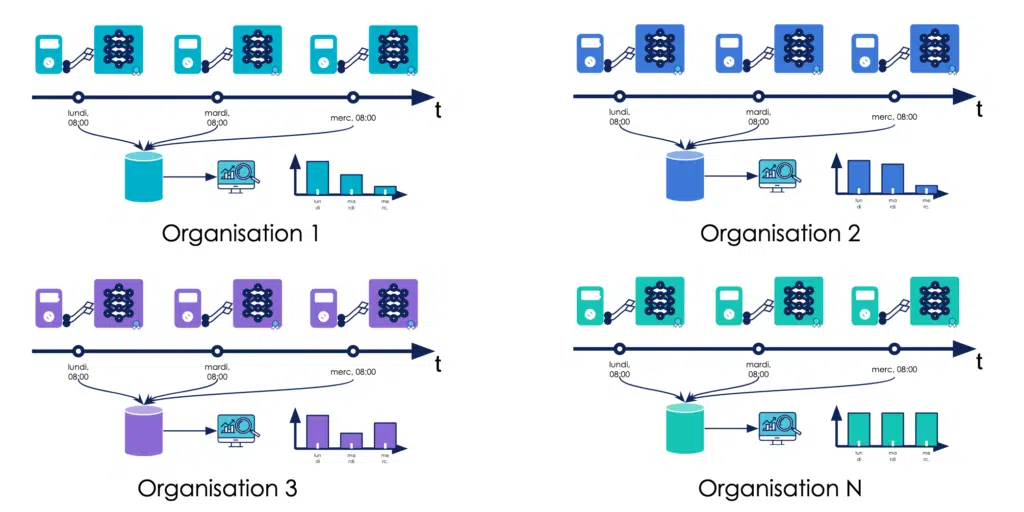 t
lundi,
08:00
mardi,
08:00
merc, 08:00
lun
di
ma
rdi
me
rc.
Organisation 1
t
lundi,
08:00
mardi,
08:00
merc, 08:00
lun
di
ma
rdi
me
rc.
Organisation 2
t
lundi,
08:00
mardi,
08:00
merc, 08:00
lun
di
ma
rdi
me
rc.
Organisation 3
t
lundi,
08:00
mardi,
08:00
merc, 08:00
lun
di
ma
rdi
me
rc.
Organisation N